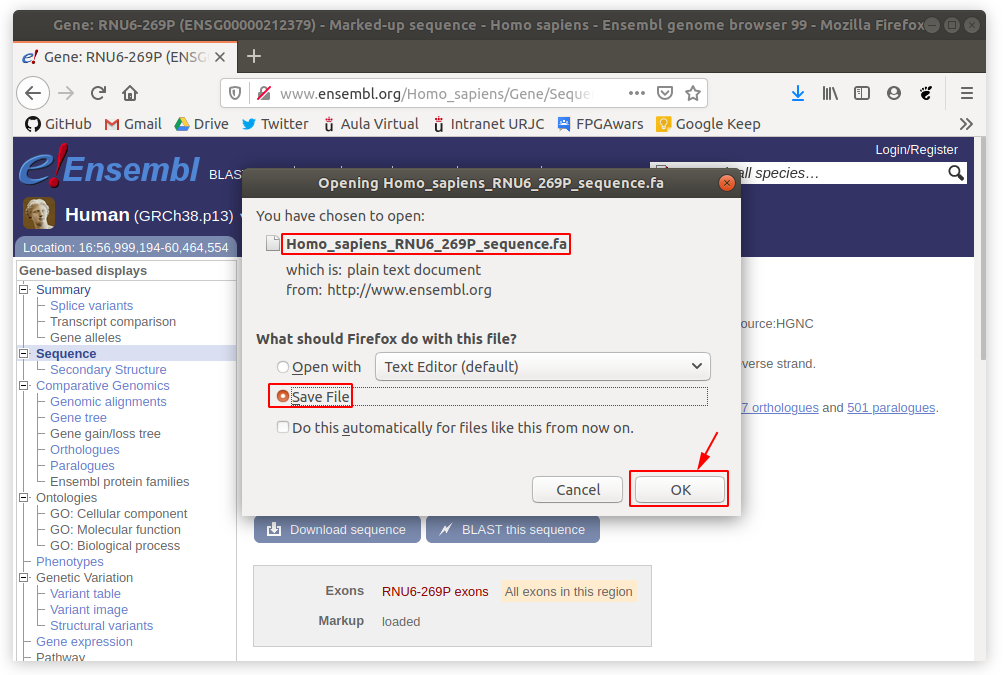 Gene: RNU6-269P (ENSG00000212379) - Marked-up sequence - Homo sapiens - Ensembl genome browser 99 - Mozilla Firefox
e! Gene: RNU6-269P (ENSG
www.ensembl.org/Homo_sapiens/Gene/Seque
GitHub Gmail Drive Twitter Aula Virtual Intranet URJC FPGAwars Google Keep
Login/Register
e!Ensembl BLAS
all species…
Human (GRCh38.p13)
Location: 16:56,999,194-60,464,554
Opening Homo_sapiens_RNU6_269P_sequence.fa
You have chosen to open:
Homo_sapiens_RNU6_269P_sequence.fa
which is: plain text document
from: http://www.ensembl.org
What should Firefox do with this file?
Open with Text Editor (default)
Save File
Do this automatically for files like this from now on.
Cancel OK
Gene-based displays
Summary
Splice variants
Transcript comparison
Gene alleles
Sequence
Secondary Structure
Comparative Genomics
Genomic alignments
Gene tree
Gene gain/loss tree
Orthologues
Paralogues
Ensembl protein families
Ontologies
GO: Cellular component
GO: Molecular function
GO: Biological process
Phenotypes
Genetic Variation
Variant table
Variant image
Structural variants
Gene expression
Pathway
ource:HGNC
verse strand.
7 orthologues and 501 paralogues.
Download sequence BLAST this sequence
Exons RNU6-269P exons All exons in this region
Markup loaded